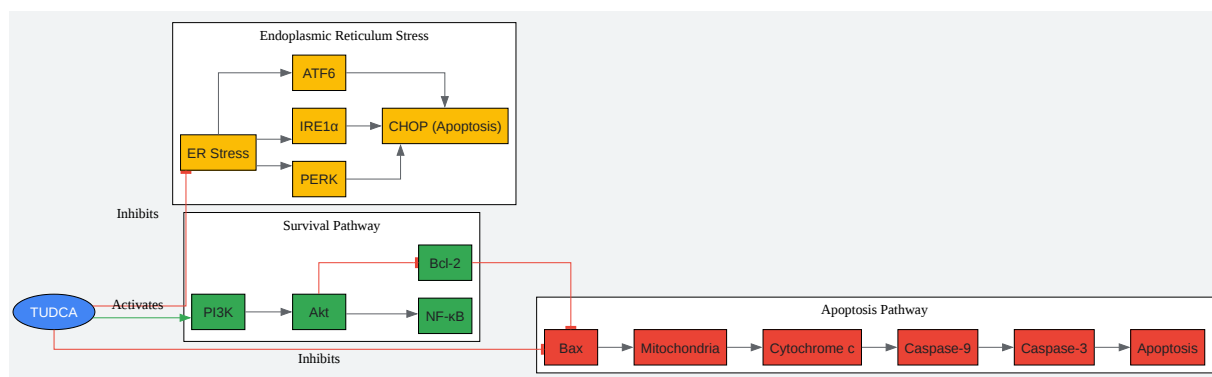 Endoplasmic Reticulum Stress
ATF6
IRE1α
CHOP (Apoptosis)
ER Stress
PERK
Inhibits
Survival Pathway
Bcl-2
TUDCA
Activates
PI3K
Akt
NF-κB
Inhibits
Apoptosis Pathway
Bax
Mitochondria
Cytochrome c
Caspase-9
Caspase-3
Apoptosis